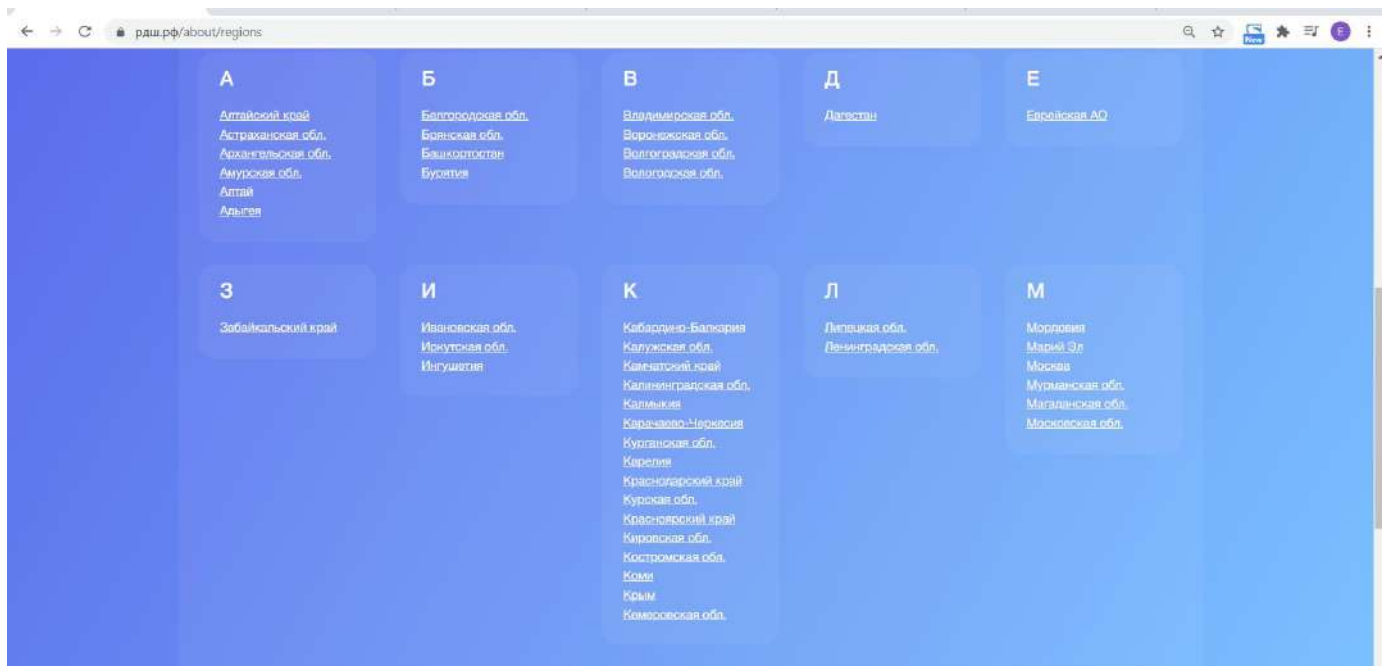 рдш.рф/about/regions
New
E
А
Алтайский край
Астраханская обл.
Архангельская обл.
Амурская обл.
Алтай
Адыгея
Б
Белгородская обл.
Брянская обл.
Башкортостан
Бурятия
В
Владимирская обл.
Воронежская обл.
Волгоградская обл.
Вологодская обл.
Д
Дагестан
Е
Еврейская АО
З
Забайкальский край
И
Ивановская обл.
Иркутская обл.
Ингушетия
К
Кабардино-Балкария
Калужская обл.
Камчатский край
Калининградская обл.
Калмыкия
Карачаево-Черкесия
Курганская обл.
Карелия
Краснодарский край
Курская обл.
Красноярский край
Кировская обл.
Костромская обл.
Коми
Крым
Кемеровская обл.
Л
Липецкая обл.
Ленинградская обл.
М
Мордовия
Марий Эл
Москва
Мурманская обл.
Магаданская обл.
Московская обл.